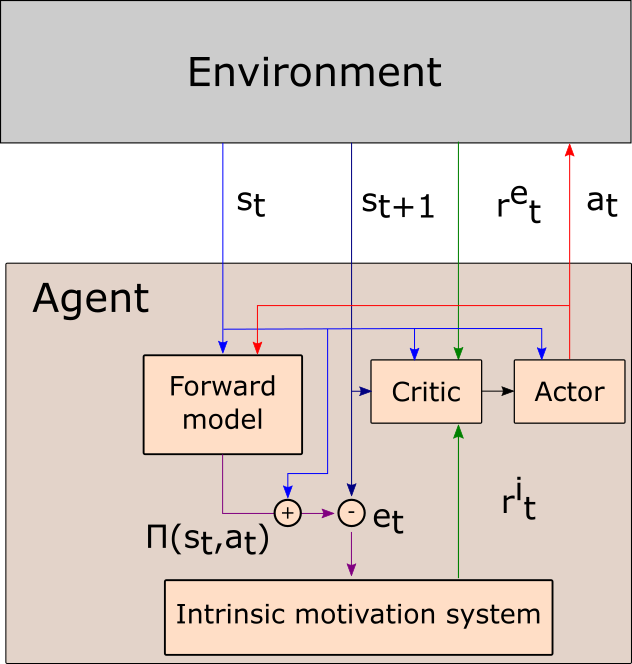 Environment
st
st+1
ret
at
Agent
Forward
model
Critic
Actor
rit
+
-
et
Π(st,at)
Intrinsic motivation system